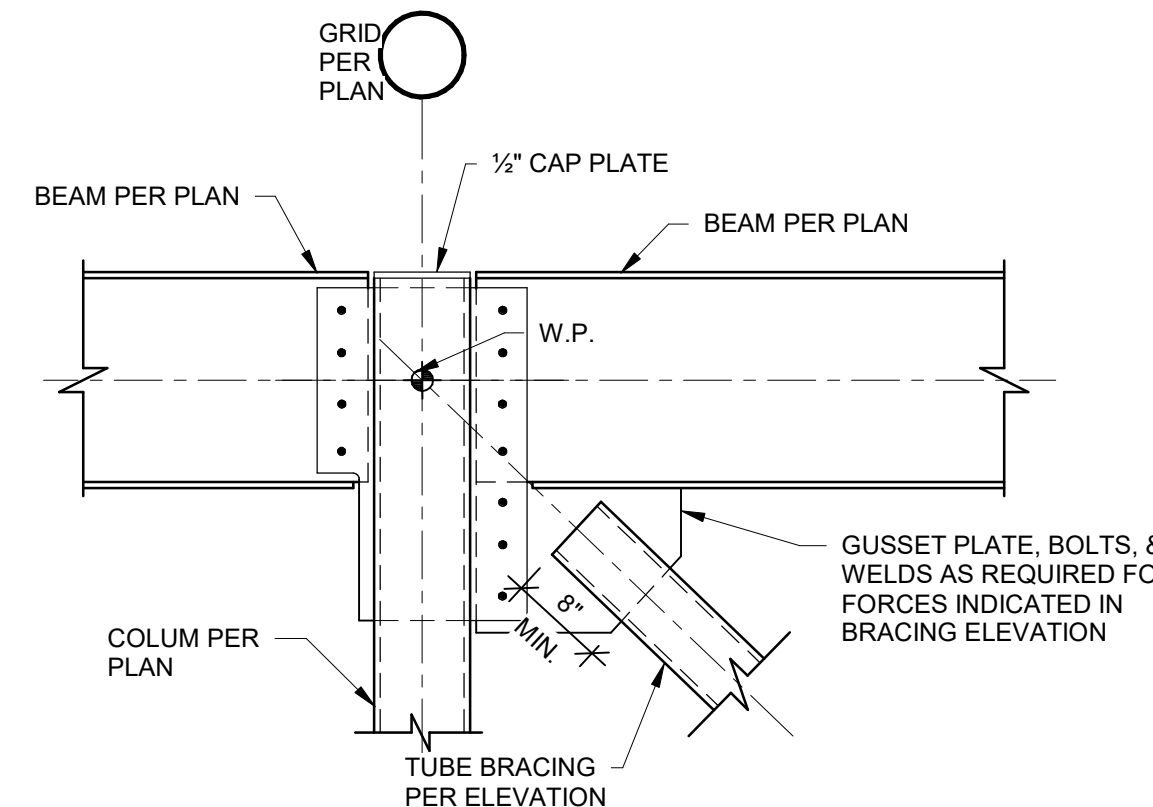 GRID
PER
PLAN
½" CAP PLATE
BEAM PER PLAN
BEAM PER PLAN
W.P.
GUSSET PLATE, BOLTS, &
WELDS AS REQUIRED FO
FORCES INDICATED IN
BRACING ELEVATION
8"
MIN.
COLUM PER
PLAN
TUBE BRACING
PER ELEVATION